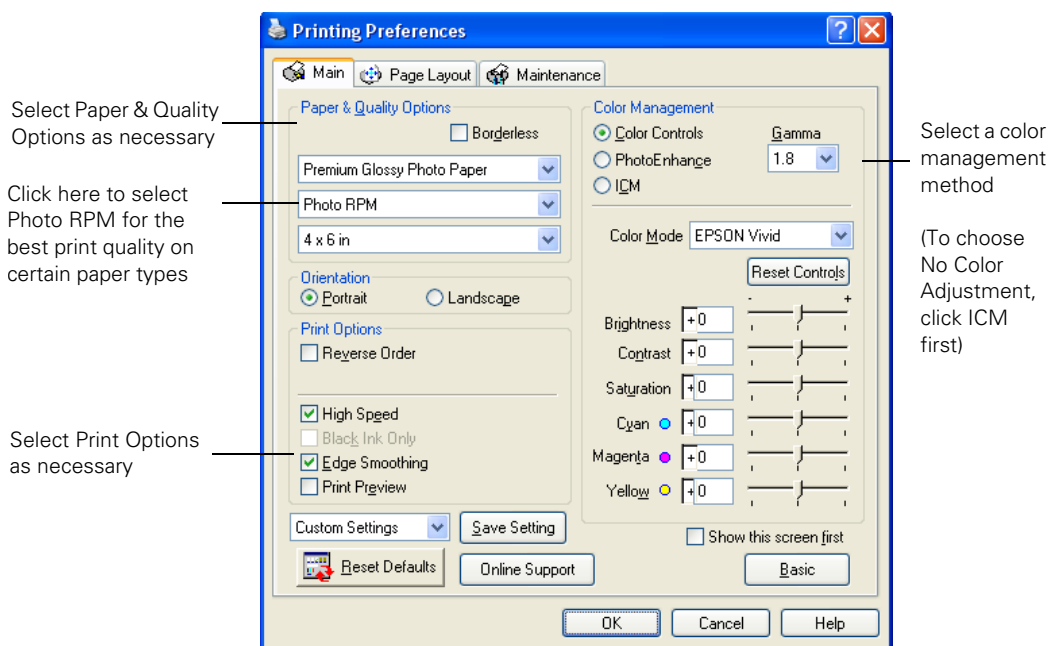 Printing Preferences
Main
Page Layout
Maintenance
Select Paper & Quality
Options as necessary
Click here to select
Photo RPM for the
best print quality on
certain paper types
Select Print Options
as necessary
Paper & Quality Options
Borderless
Premium Glossy Photo Paper
Photo RPM
4 x 6 in
Orientation
Portrait
Landscape
Print Options
Reverse Order
High Speed
Black Ink Only
Edge Smoothing
Print Preview
Custom Settings
Save Setting
Reset Defaults
Online Support
Color Management
Color Controls
PhotoEnhance
ICM
Gamma
1.8
Color Mode EPSON Vivid
Reset Controls
- +
Brightness +0
Contrast +0
Saturation +0
Cyan +0
Magenta +0
Yellow +0
Show this screen first
Basic
OK
Cancel
Help
Select a color
management
method
(To choose
No Color
Adjustment,
click ICM
first)